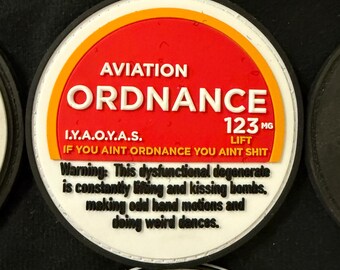 AVIATION
ORDNANCE
123 MG
I.Y.A.O.Y.A.S.
LIFT
IF YOU AINT ORDNANCE YOU AINT SHIT
Warning: This dysfunctional degenerate
is constantly lifting and kissing bombs,
making odd hand motions and
doing weird dances.